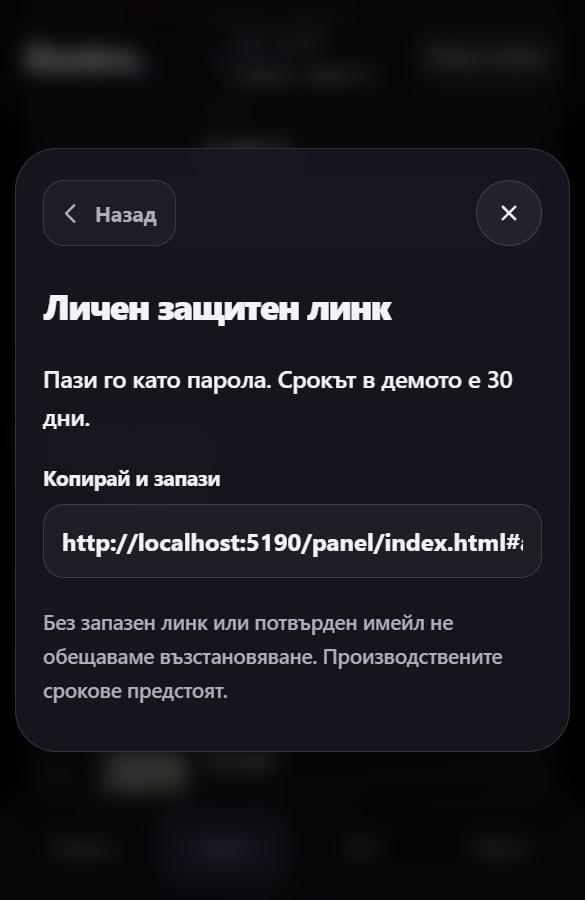 Назад
Личен защитен линк
Пази го като парола. Срокът в демото е 30
дни.
Копирай и запази
http://localhost:5190/panel/index.html#a
Без запазен линк или потвърден имейл не
обещаваме възстановяване. Производствените
срокове предстоят.